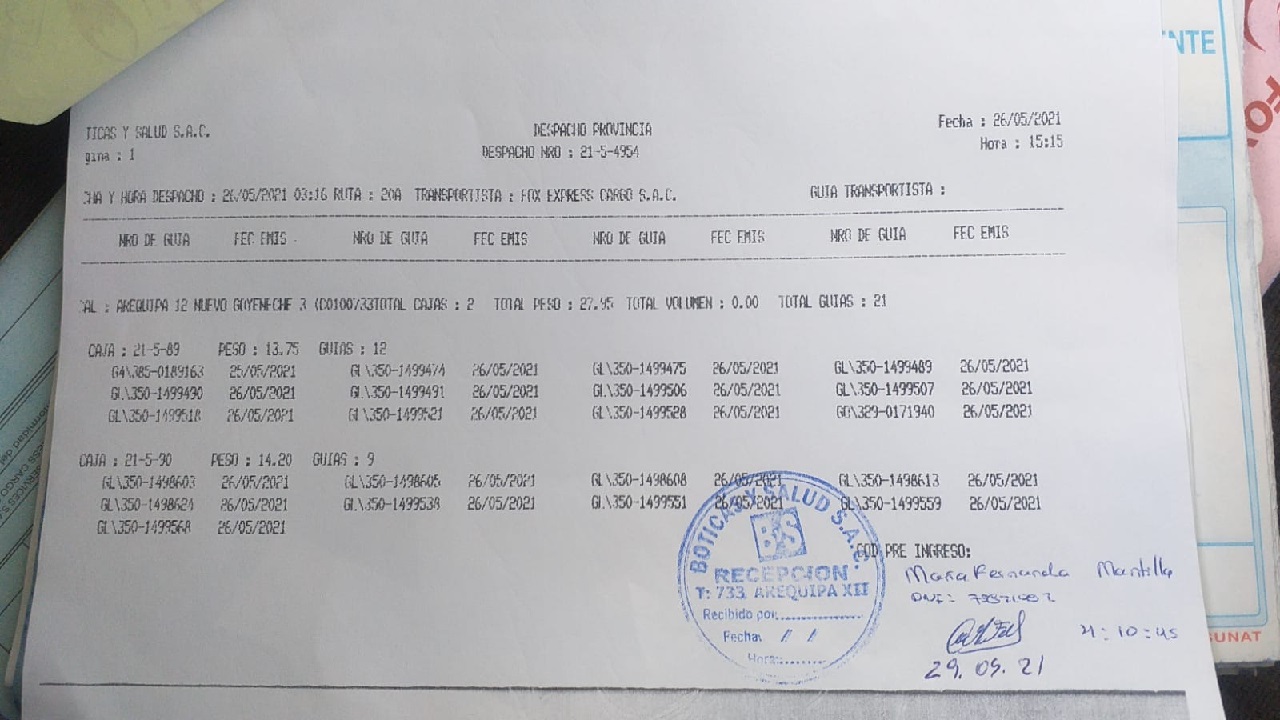 NTE
TICAS Y SALUD S.A.C. DESPACHO PROVINCIA Fecha : 26/05/2021
gina : 1 DESPACHO NRO : 21-5-4954 Hora : 15:15
CHA Y HORA DESPACHO : 26/05/2021 03:16 RUTA : 20A TRANSPORTISTA : FOX EXPRESS CARGO S.A.C. GUIA TRANSPORTISTA :
NRO DE GUIA FEC EMIS NRO DE GUIA FEC EMIS NRO DE GUIA FEC EMIS NRO DE GUIA FEC EMIS
CAL : AREQUIPA 12 NUEVO GOYENECHE 3 (C0100733TOTAL CAJAS : 2 TOTAL PESO : 27.95 TOTAL VOLUMEN : 0.00 TOTAL GUIAS : 21
CAJA : 21-5-89 PESO : 13.75 GUIAS : 12
G4\385-0189163 25/05/2021 GL\350-1499474 26/05/2021 GL\350-1499475 26/05/2021 GL\350-1499489 26/05/2021
GL\350-1499490 26/05/2021 GL\350-1499491 26/05/2021 GL\350-1499506 26/05/2021 GL\350-1499507 26/05/2021
GL\350-1499518 26/05/2021 GL\350-1499521 26/05/2021 GL\350-1499528 26/05/2021 26/05/2021
CAJA : 21-5-90 PESO : 14.20 GUIAS : 9
GL\350-1498603 26/05/2021 GL\350-1498605 26/05/2021 GL\350-1498608 26/05/2021 GL\350-1498613 26/05/2021
GL\350-1498624 26/05/2021 GL\350-1499538 26/05/2021 GL\350-1499551 26/05/2021 GL\350-1499559 26/05/2021
GL\350-1499568 26/05/2021
BOTICAS Y SALUD S.A.C.
BS
RECEPCION
T: 733 AREQUIPA XII
Recibido por:
Fecha: / /
Hora:
COD PRE INGRESO:
Maria Fernanda Mantilla
DNI:
29.05.21
SUNAT